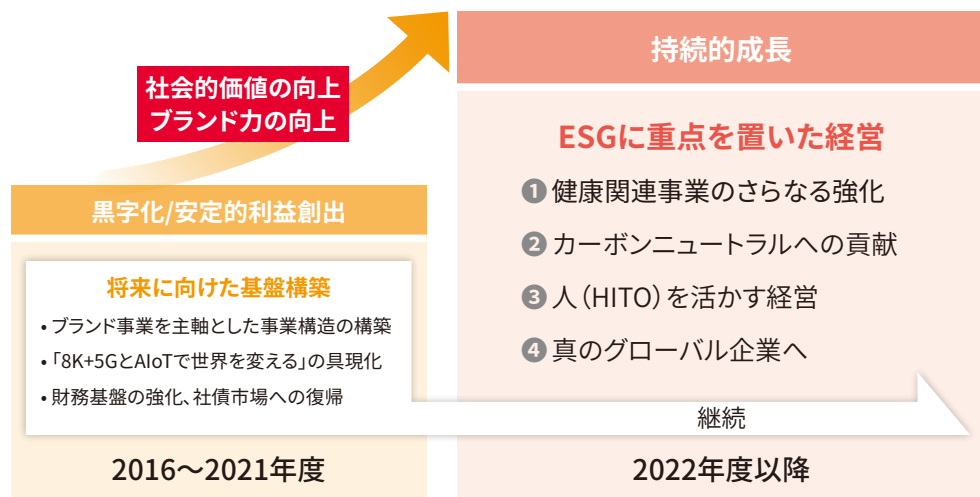 社会的価値の向上
ブランド力の向上
黒字化/安定的利益創出
将来に向けた基盤構築
• ブランド事業を主軸とした事業構造の構築
• 「8K+5GとAIoTで世界を変える」の具現化
• 財務基盤の強化、社債市場への復帰
2016～2021年度
持続的成長
ESGに重点を置いた経営
❶ 健康関連事業のさらなる強化
❷ カーボンニュートラルへの貢献
❸ 人（HITO）を活かす経営
❹ 真のグローバル企業へ
継続
2022年度以降